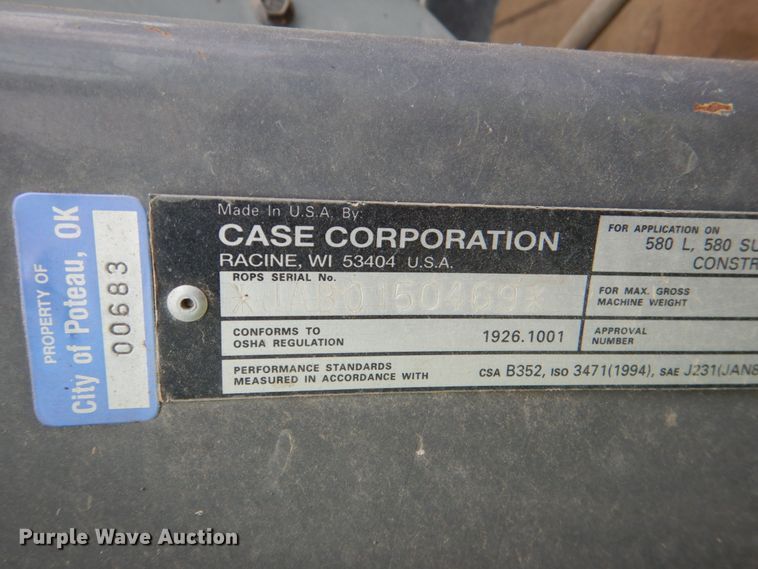 PROPERTY OF
City of Poteau, OK
00683
Made In U.S.A. By:
CASE CORPORATION
RACINE, WI 53404 U.S.A.
ROPS SERIAL No.
CONFORMS TO
OSHA REGULATION
1926.1001
PERFORMANCE STANDARDS
MEASURED IN ACCORDANCE WITH
CSA B352, ISO 3471(1994), SAE J231(JAN8
FOR APPLICATION ON
580 L, 580 SU
CONSTR
FOR MAX. GROSS
MACHINE WEIGHT
APPROVAL
NUMBER
Purple Wave Auction